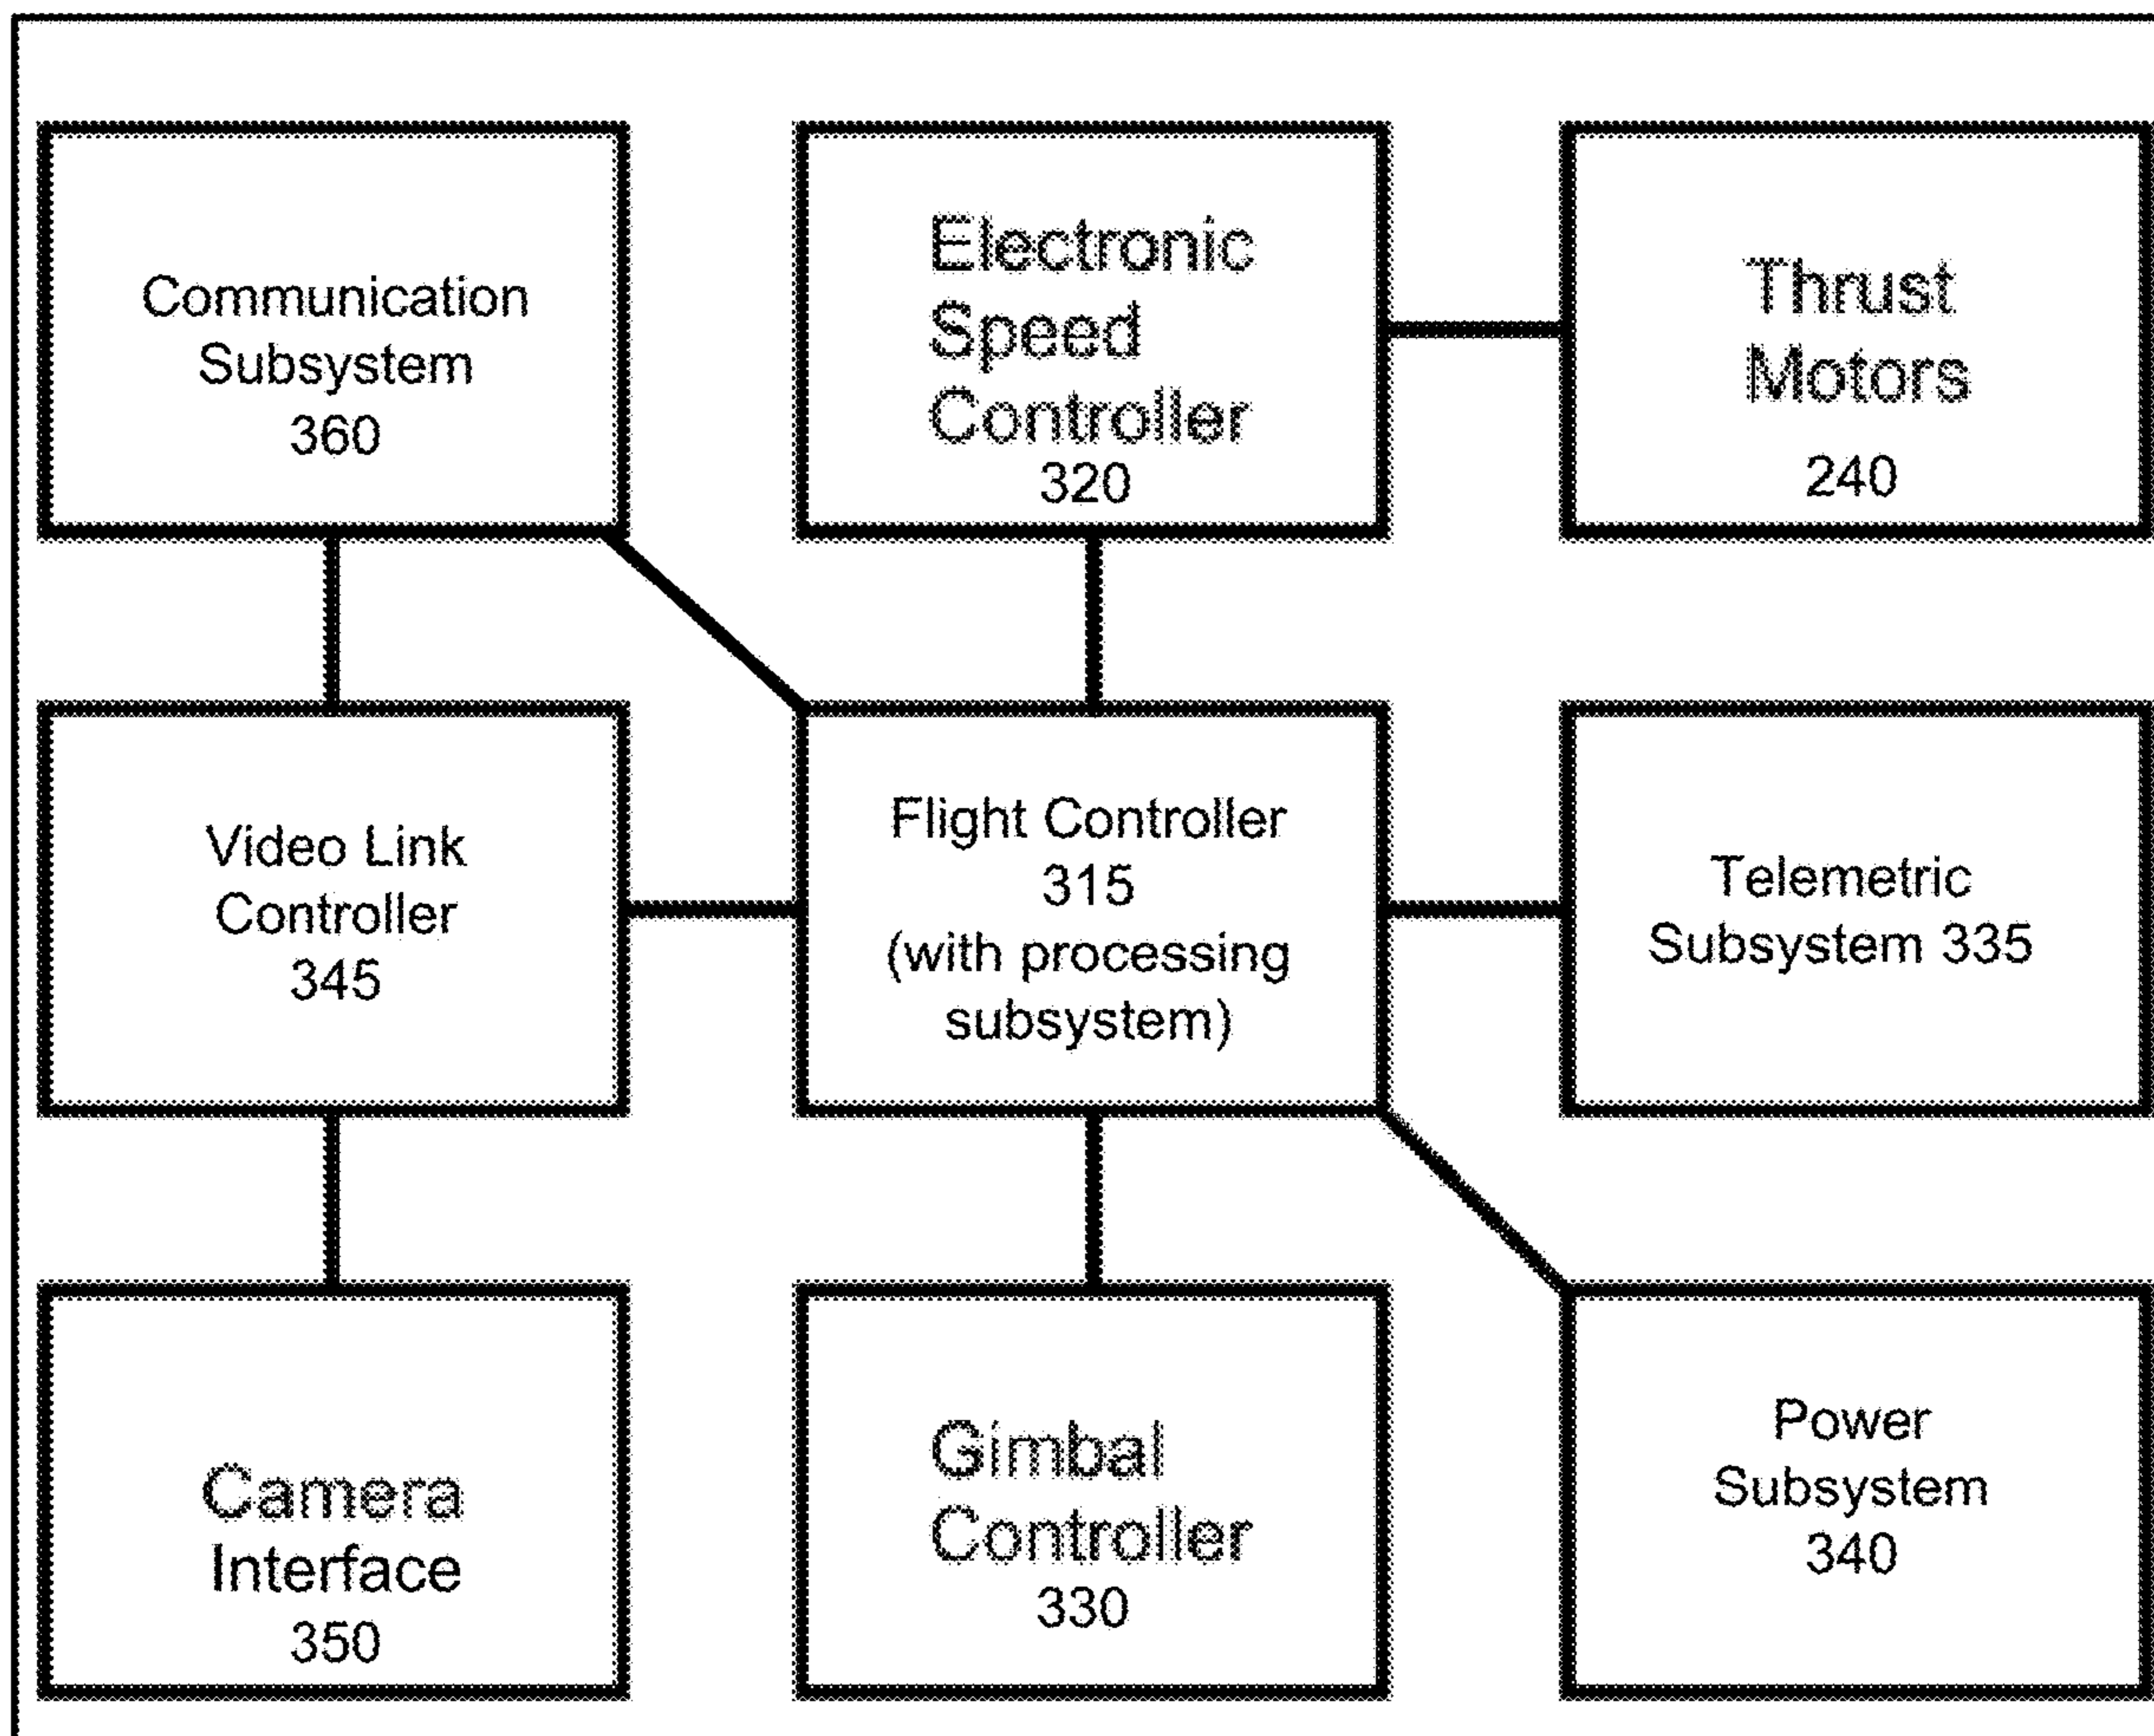 Communication
Subsystem
360
Electronic
Speed
Controller
320
Thrust
Motors
240
Video Link
Controller
345
Flight Controller
315
(with processing
subsystem)
Telemetric
Subsystem 335
Camera
Interface
350
Gimbal
Controller
330
Power
Subsystem
340